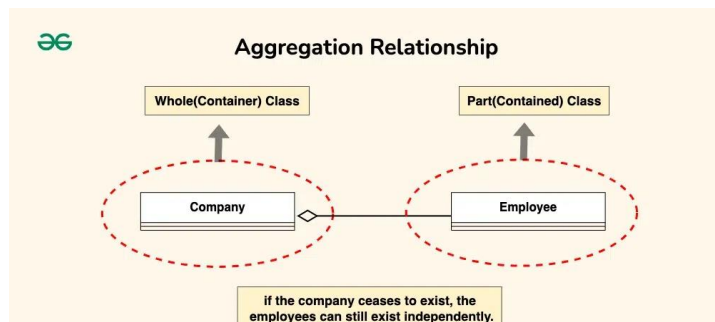 Aggregation Relationship
Whole(Container) Class
Part(Contained) Class
Company
Employee
if the company ceases to exist, the
employees can still exist independently.